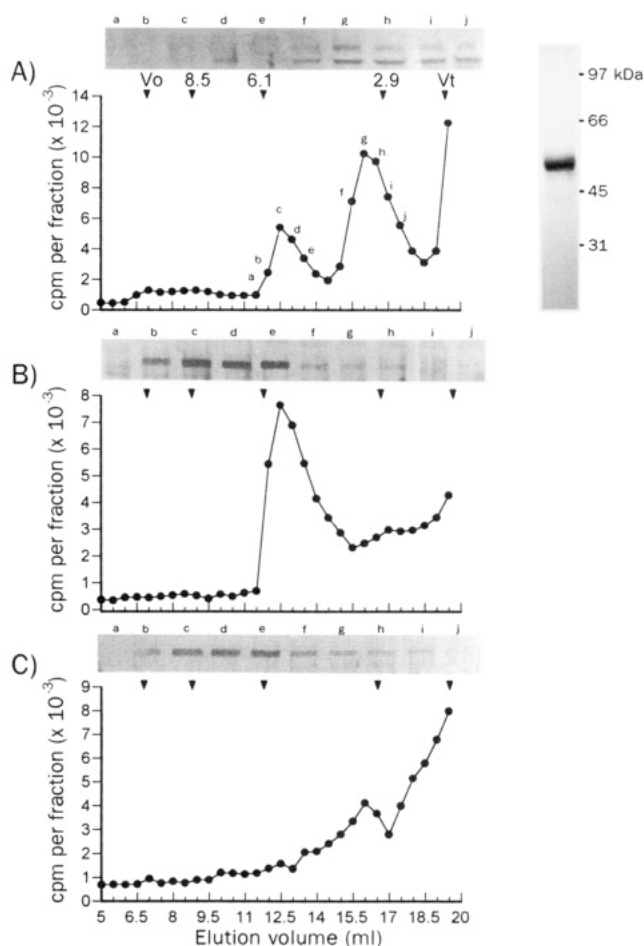 a b c d e f g h i j
A)
Vo 8.5 6.1 2.9 Vt
97 kDa
66
45
31
cpm per fraction (x 10-3)
14
12
10
8
6
4
2
0
a b c d e f g h i j
a b c d e f g h i j
B)
cpm per fraction (x 10-3)
8
7
6
5
4
3
2
1
0
a b c d e f g h i j
C)
cpm per fraction (x 10-3)
9
8
7
6
5
4
3
2
1
0
5 6.5 8 9.5 11 12.5 14 15.5 17 18.5 20
Elution volume (ml)